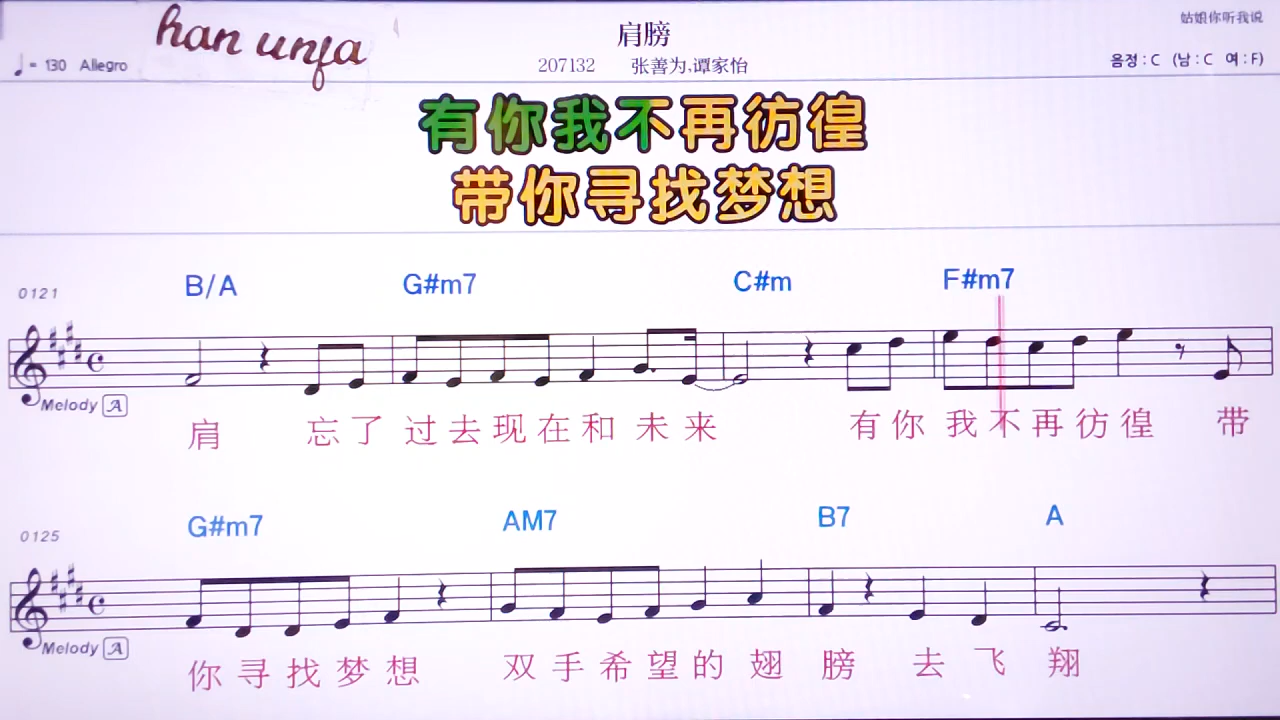 han unfa
肩膀
姑娘你听我说
♩= 130 Allegro
207132 张善为,谭家怡
음정 : C (남 : C 여 : F)
有你我不再彷徨
带你寻找梦想
0121
B/A G#m7 C#m F#m7
Melody A
肩 忘了 过去现在和 未来 有你 我不再彷徨 带
0125
G#m7 AM7 B7 A
Melody A
你寻找梦想 双手希望的翅膀 去飞翔